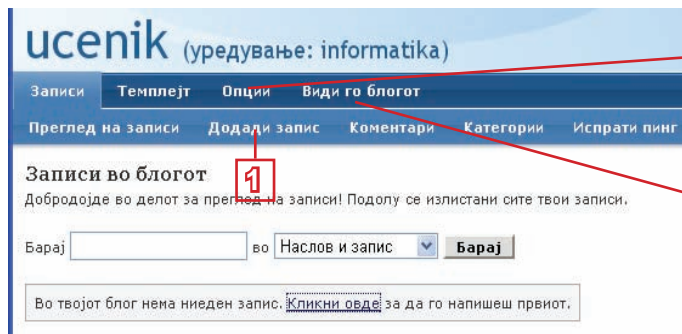 ucenik (уредување: informatika)
Записи Темплејт Опции Види го блогот
Преглед на записи Додади запис Коментари Категории Испрати пинг
Записи во блогот
1
Добродојде во делот за преглед на записи! Подолу се излистани сите твои записи.
Барај во Наслов и запис Барај
Во твојот блог нема ниеден запис. Кликни овде за да го напишеш првиот.